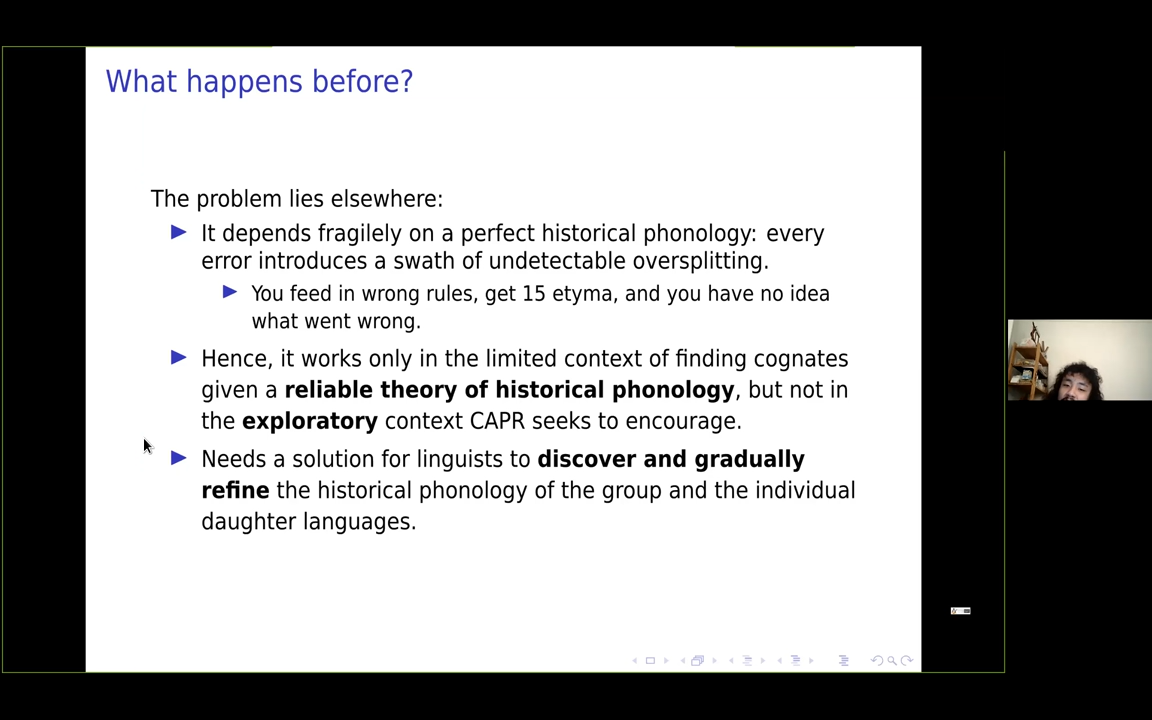 What happens before?
The problem lies elsewhere:
It depends fragilely on a perfect historical phonology: every
error introduces a swath of undetectable oversplitting.
You feed in wrong rules, get 15 etyma, and you have no idea
what went wrong.
Hence, it works only in the limited context of finding cognates
given a reliable theory of historical phonology, but not in
the exploratory context CAPR seeks to encourage.
Needs a solution for linguists to discover and gradually
refine the historical phonology of the group and the individual
daughter languages.